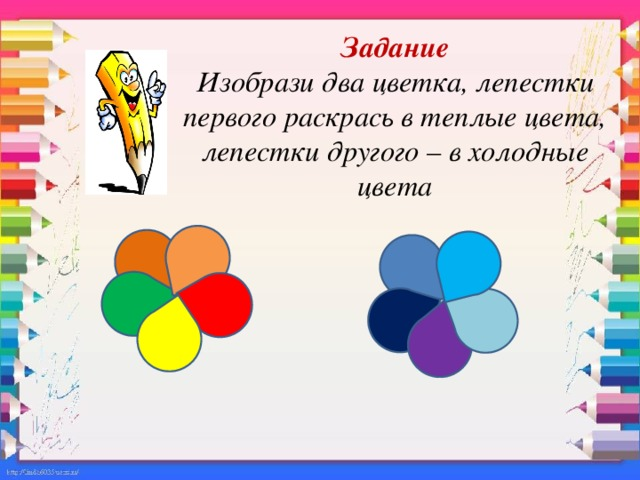 Задание
Изобрази два цветка, лепестки
первого раскрась в теплые цвета,
лепестки другого – в холодные
цвета